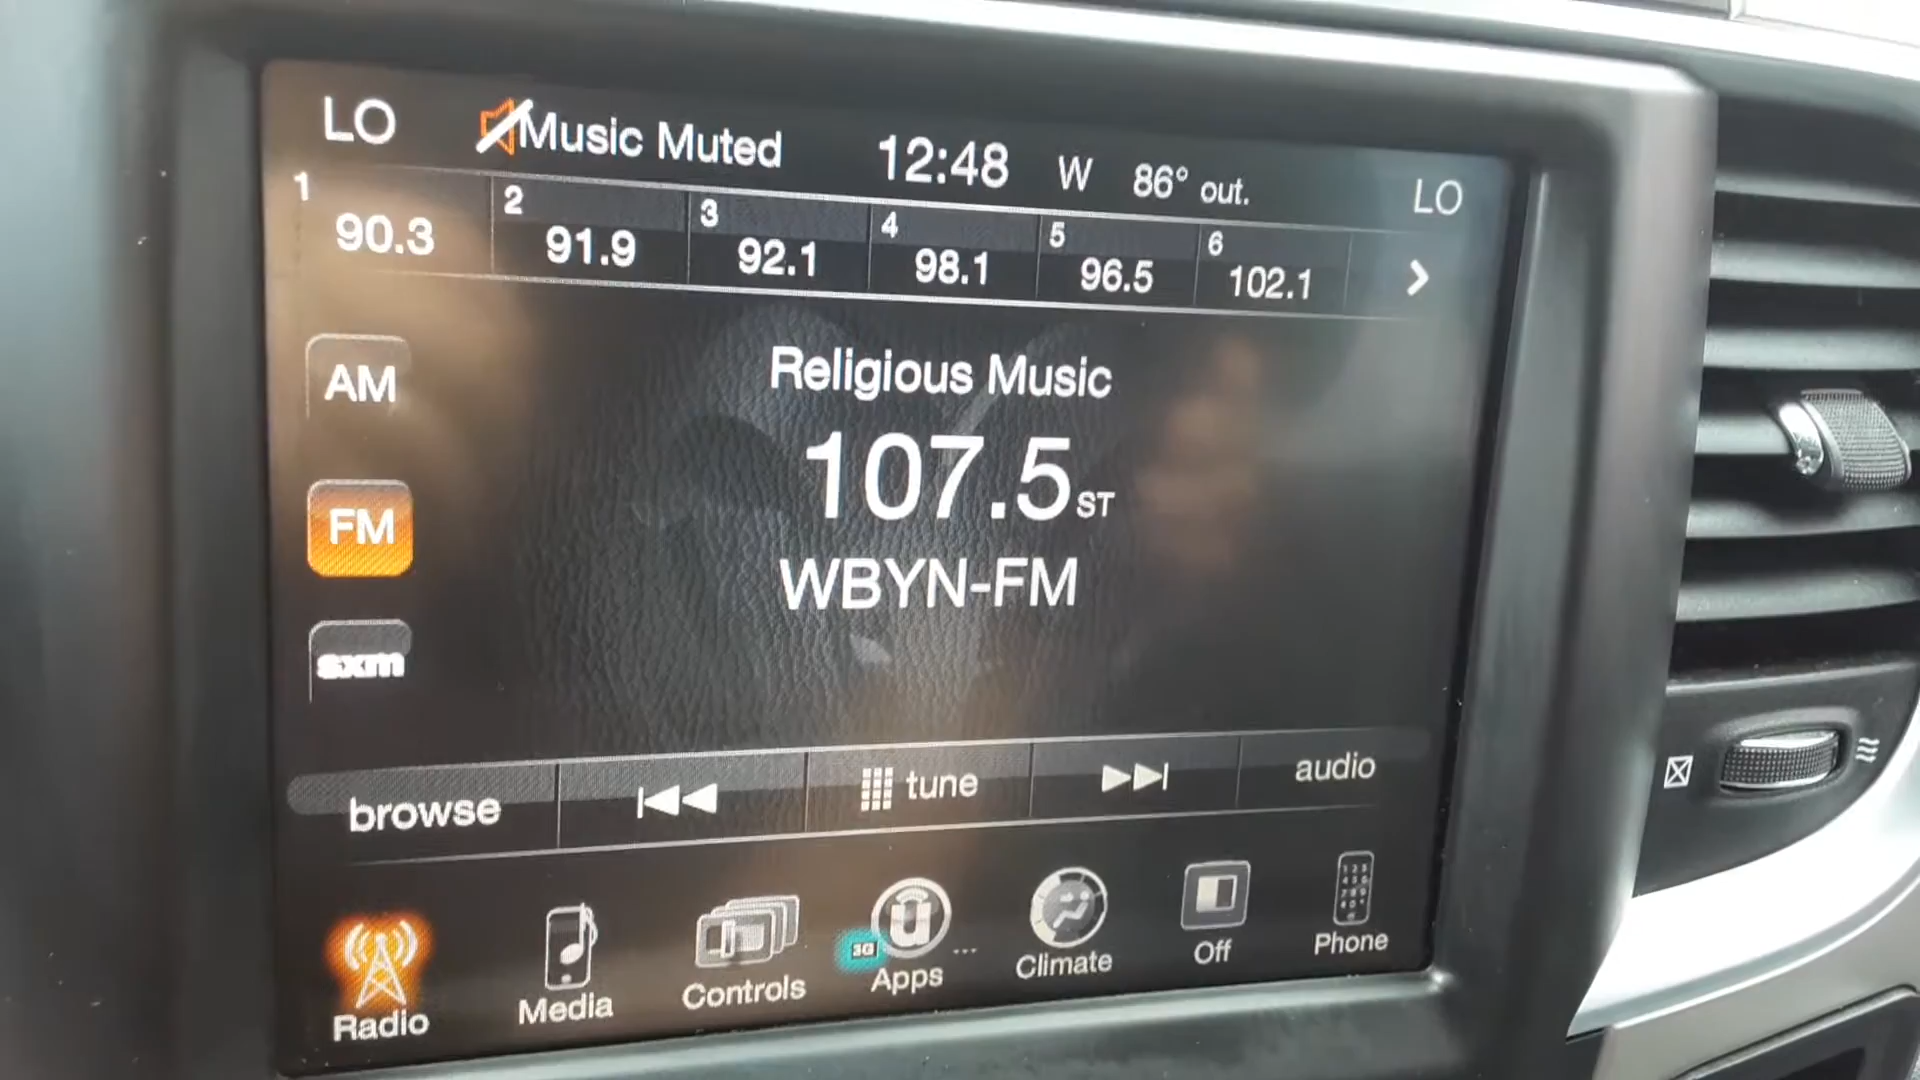 LO Music Muted 12:48 W 86° out. LO
1 2 3 4 5 6
90.3 91.9 92.1 98.1 96.5 102.1
AM
Religious Music
107.5 ST
FM
WBYN-FM
sxm
browse tune audio
3G
Radio Media Controls Apps Climate Off Phone